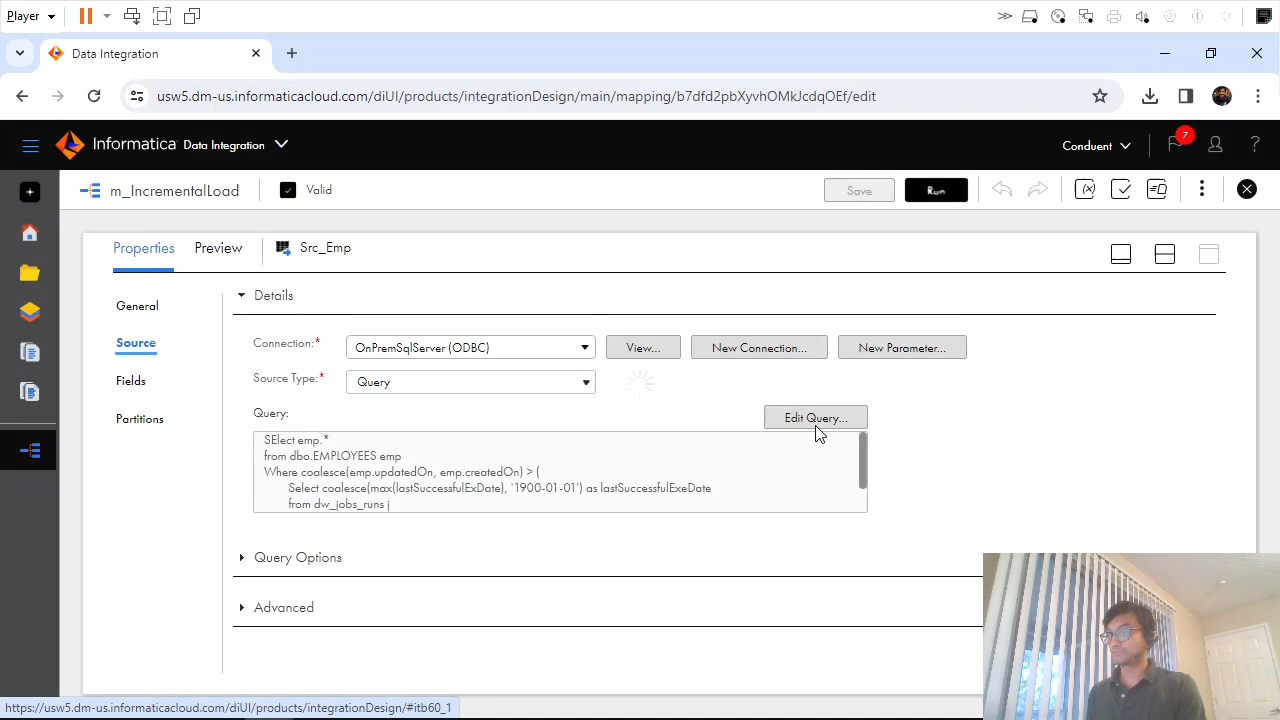 Player
Data Integration
usw5.dm-us.informaticacloud.com/diUI/products/integrationDesign/main/mapping/b7dfd2pbXyvhOMkJcdqOEf/edit
Informatica Data Integration
Conduent
7
m_IncrementalLoad
Valid
Save
Run
Properties
Preview
Src_Emp
General
Source
Fields
Partitions
Details
Connection:*
OnPremSqlServer (ODBC)
View...
New Connection...
New Parameter...
Source Type:*
Query
Query:
Edit Query...
SElect emp.*
from dbo.EMPLOYEES emp
Where coalesce(emp.updatedOn, emp.createdOn) > (
Select coalesce(max(lastSuccessfulExDate), '1900-01-01') as lastSuccessfulExeDate
from dw_jobs_runs j
Query Options
Advanced
https://usw5.dm-us.informaticacloud.com/diUI/products/integrationDesign/#itb60_1